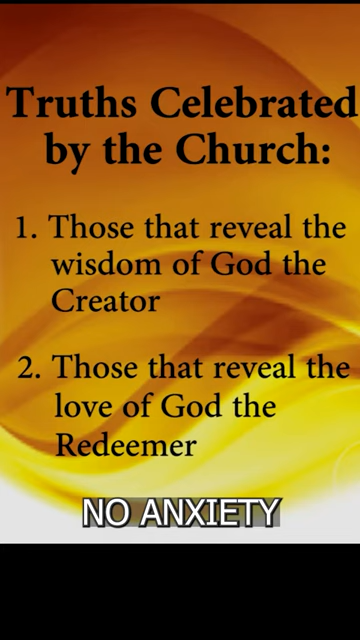 Truths Celebrated
by the Church:
1. Those that reveal the
wisdom of God the
Creator
2. Those that reveal the
love of God the
Redeemer
NO ANXIETY